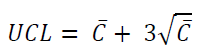 UCL = C̄ + 3√C̄